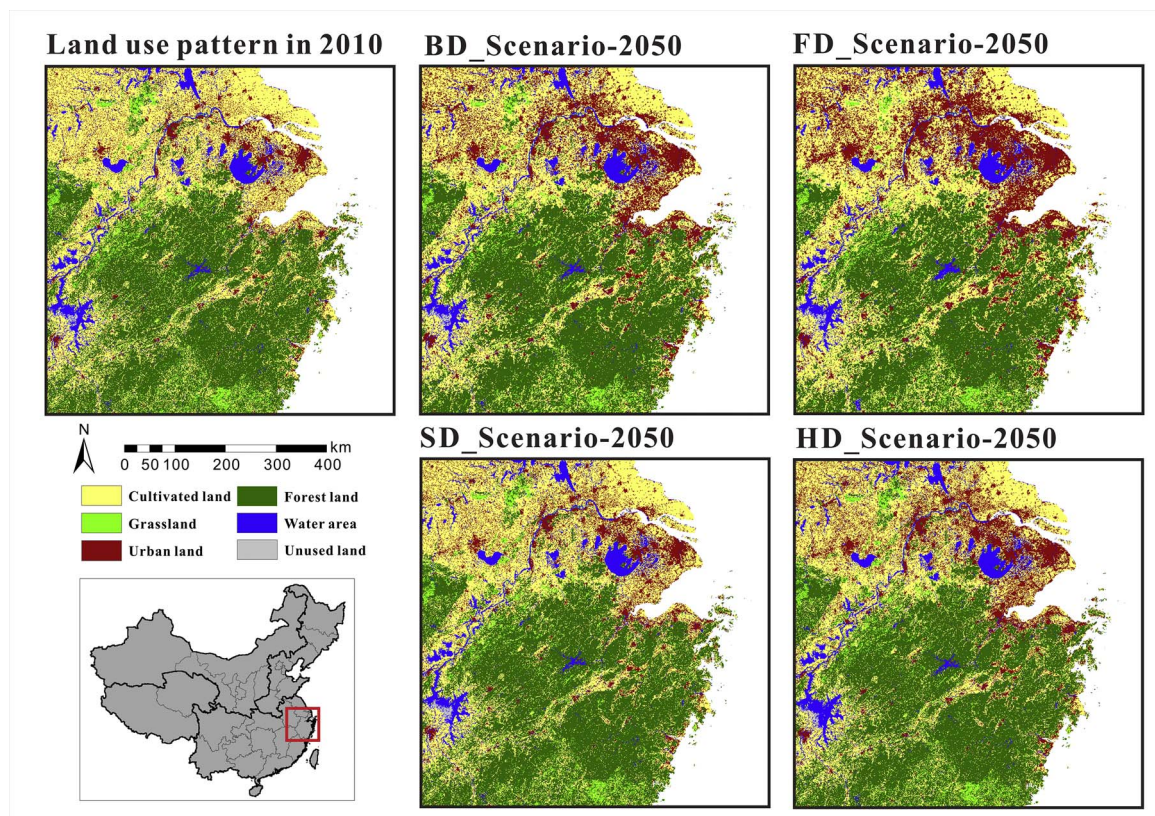 Land use pattern in 2010
BD_Scenario-2050
FD_Scenario-2050
SD_Scenario-2050
HD_Scenario-2050
N
km
0 50 100 200 300 400
Cultivated land
Forest land
Grassland
Water area
Urban land
Unused land